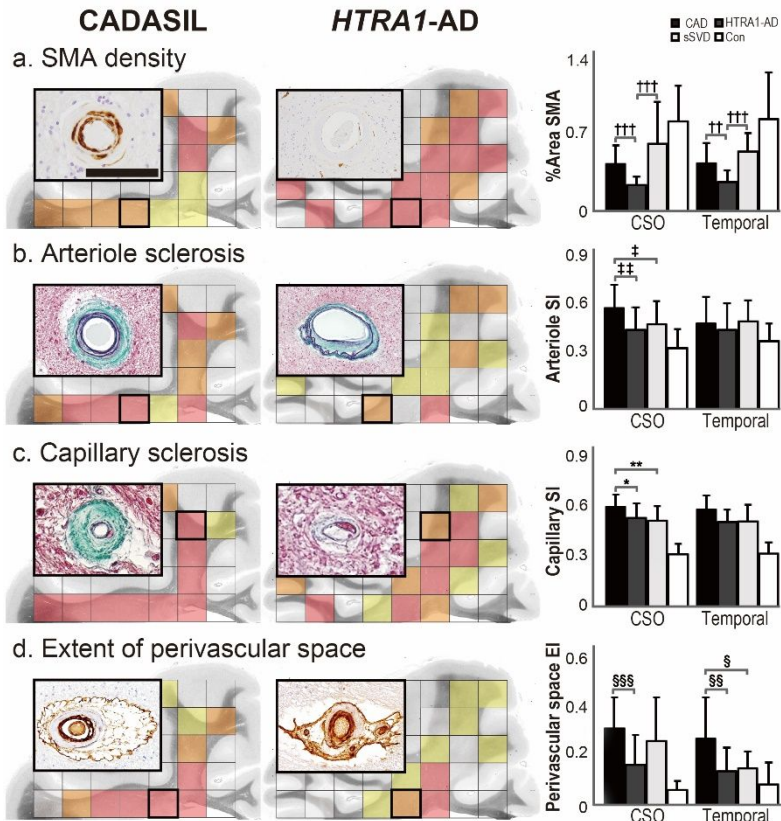 CADASIL HTRA1-AD
CAD HTRA1-AD
sSVD Con
a. SMA density
%Area SMA
1.4
0.7
0
††† ††† †† †††
CSO Temporal
b. Arteriole sclerosis
Arteriole SI
0.9
0.6
0.3
0
‡
‡‡
CSO Temporal
c. Capillary sclerosis
Capillary SI
0.9
0.6
0.3
0
**
*
CSO Temporal
d. Extent of perivascular space
Perivascular space EI
0.6
0.4
0.2
0
§§§ §§ §
CSO Temporal